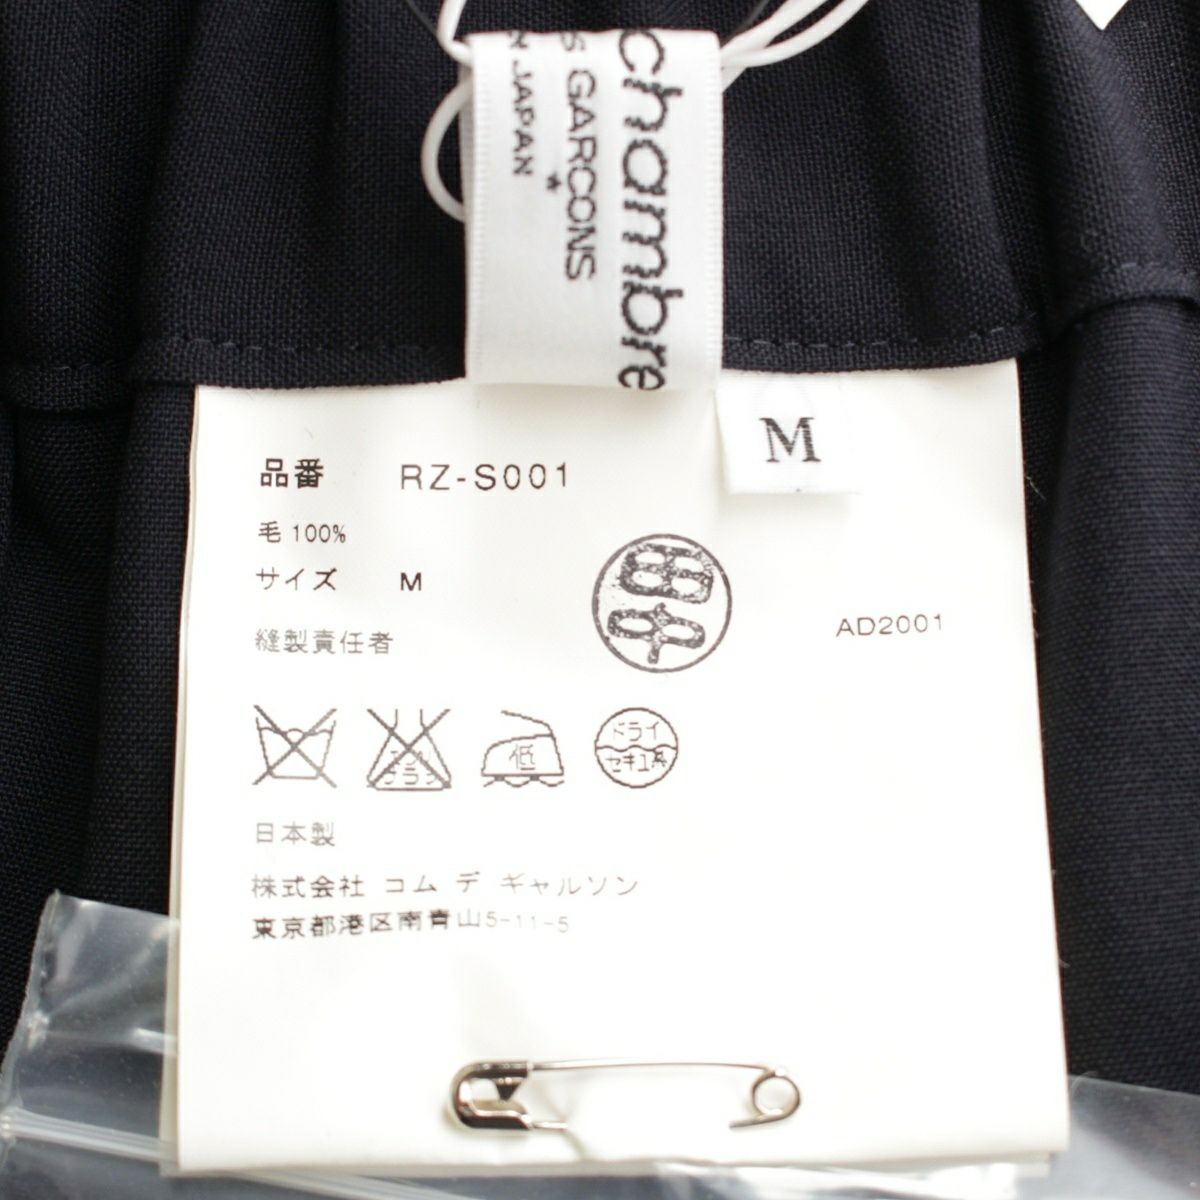 chambre
S GARCONS
N JAPAN
M
品番 RZ-S001
毛 100%
サイズ M
縫製責任者
AD2001
低
ドライ
セキユ系
日本製
株式会社 コム デ ギャルソン
東京都港区南青山5-11-5